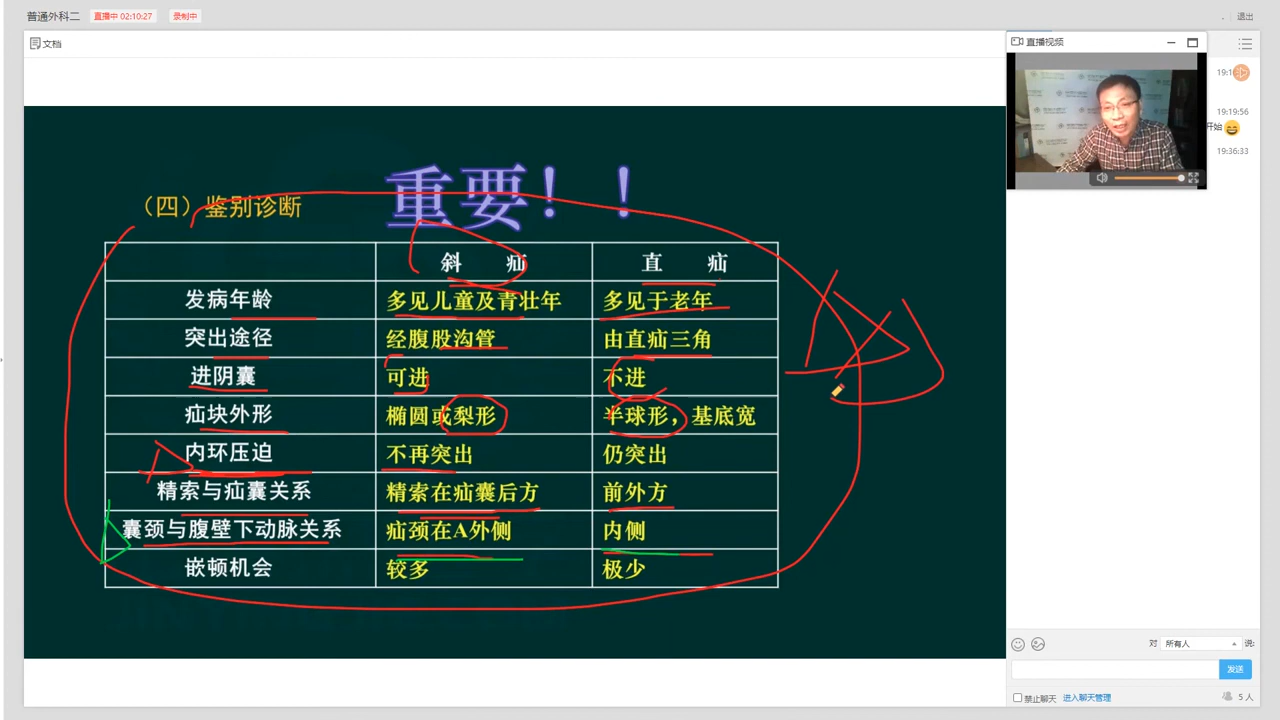 普通外科二 直播中 02:10:27 录制中 退出
文档
直播视频
19:1
19:19:56
开始
19:36:33
(四)鉴别诊断 重要!!
斜 疝 直 疝
发病年龄 多见儿童及青壮年 多见于老年
突出途径 经腹股沟管 由直疝三角
进阴囊 可进 不进
疝块外形 椭圆或梨形 半球形，基底宽
内环压迫 不再突出 仍突出
精索与疝囊关系 精索在疝囊后方 前外方
囊颈与腹壁下动脉关系 疝颈在A外侧 内侧
嵌顿机会 较多 极少
对 所有人 说:
发送
禁止聊天 进入聊天管理 5 人